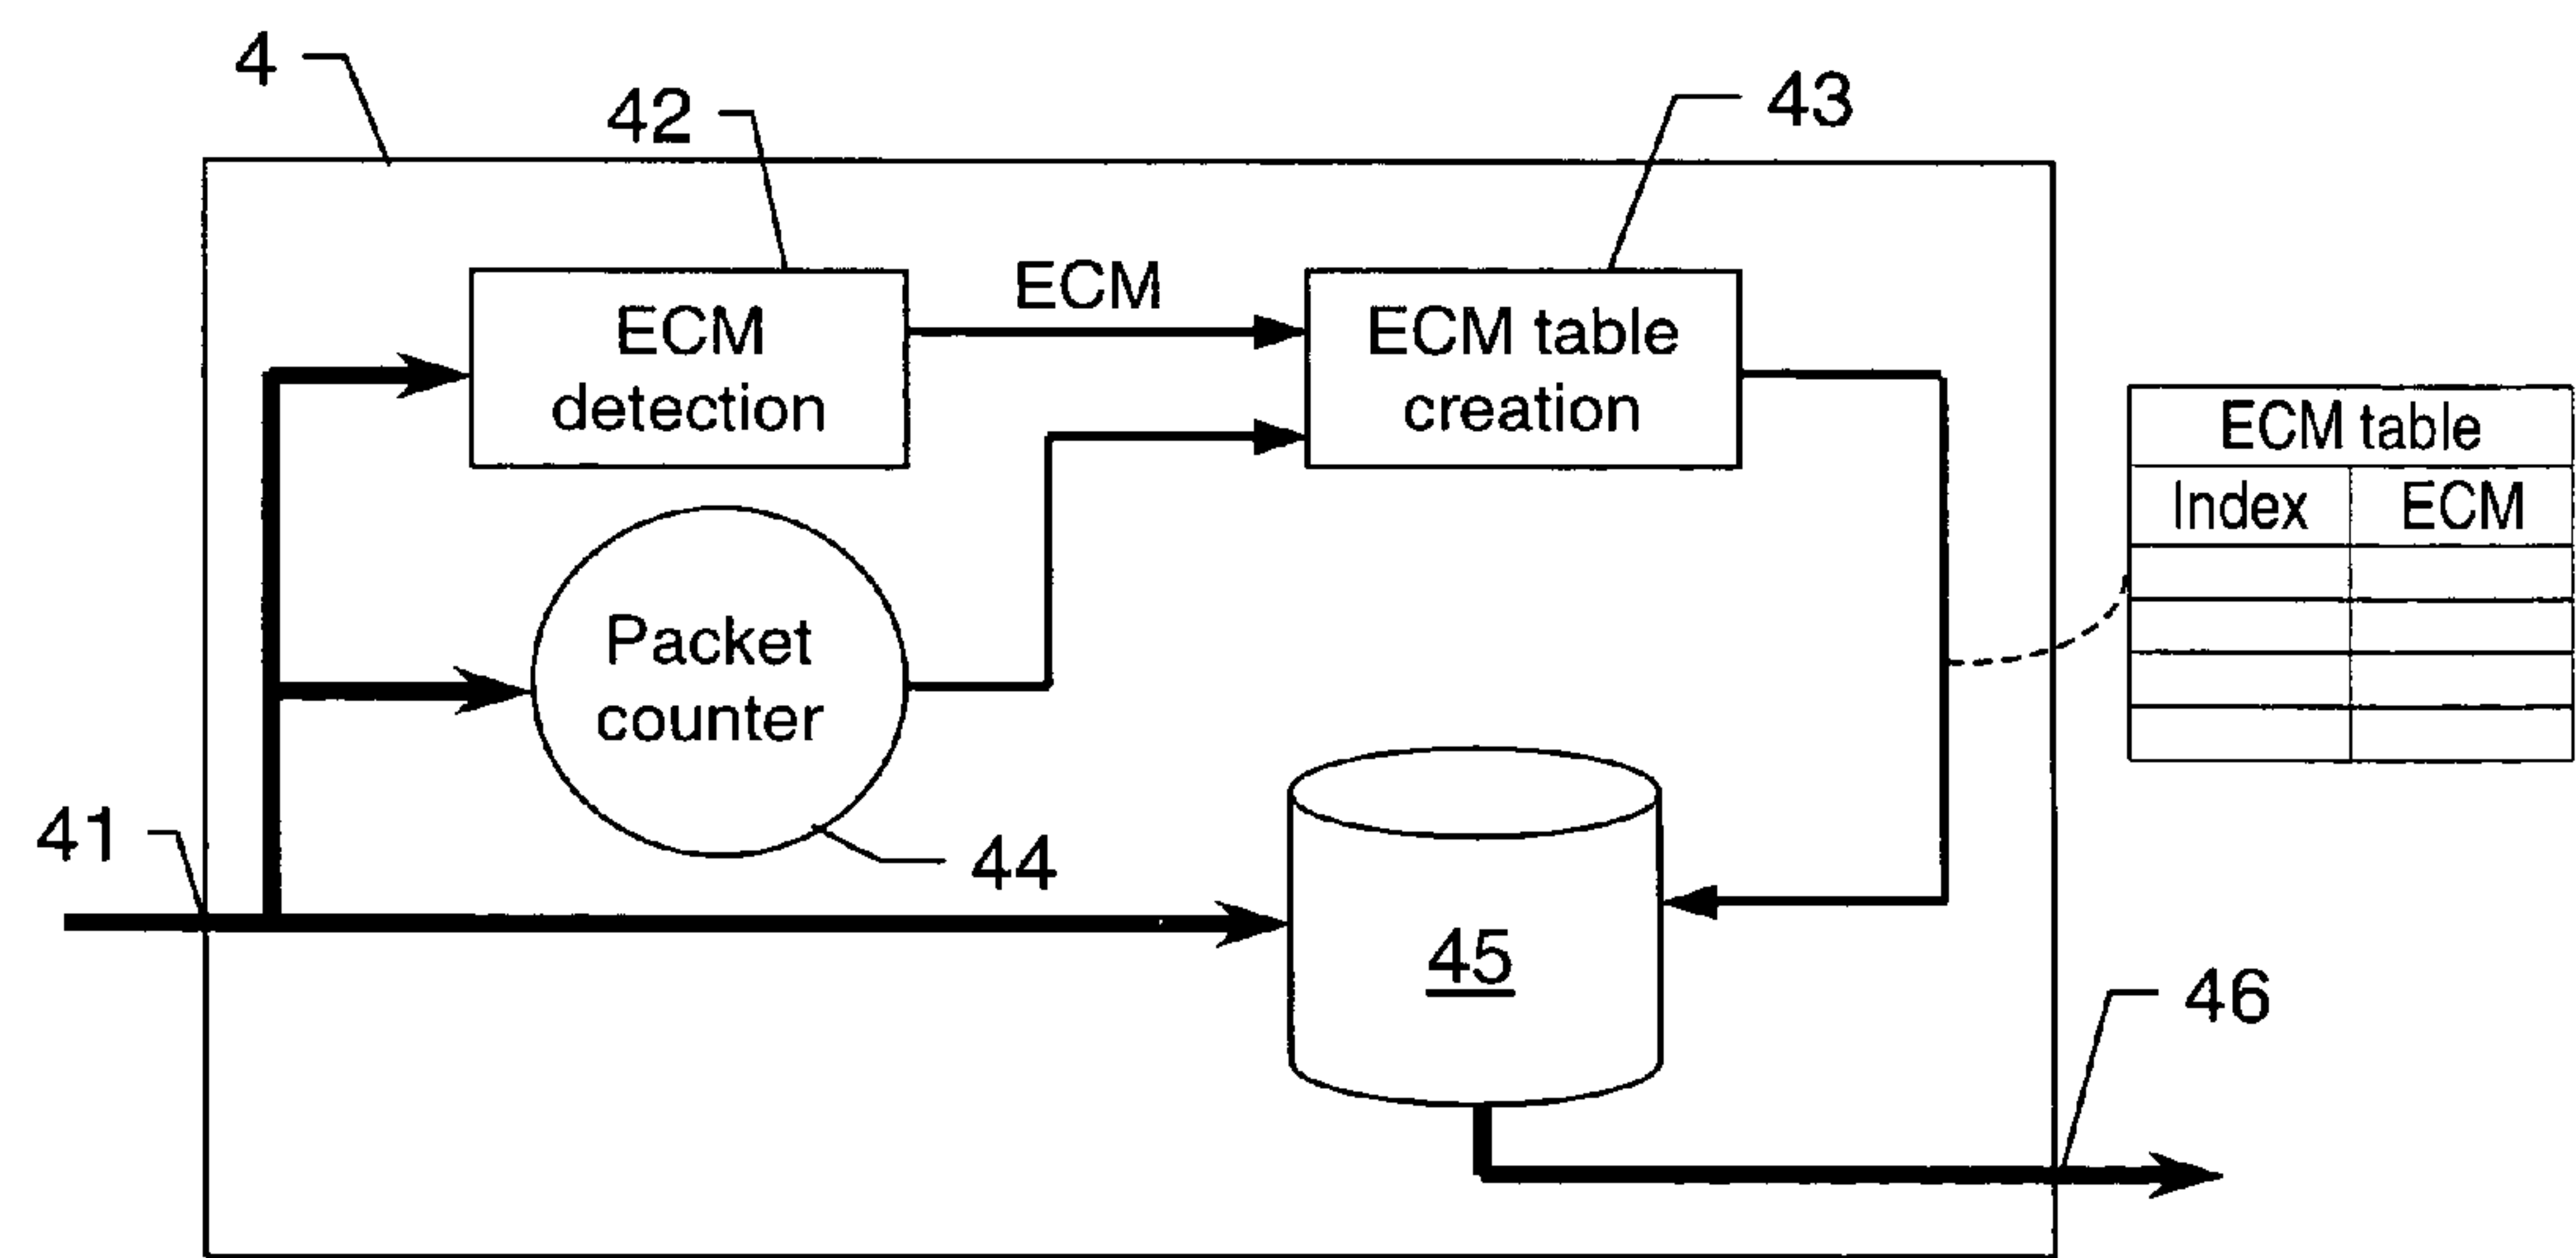 4
42
43
ECM
ECM
detection
ECM table
creation
ECM table
Index ECM
Packet
counter
41
44
45
46